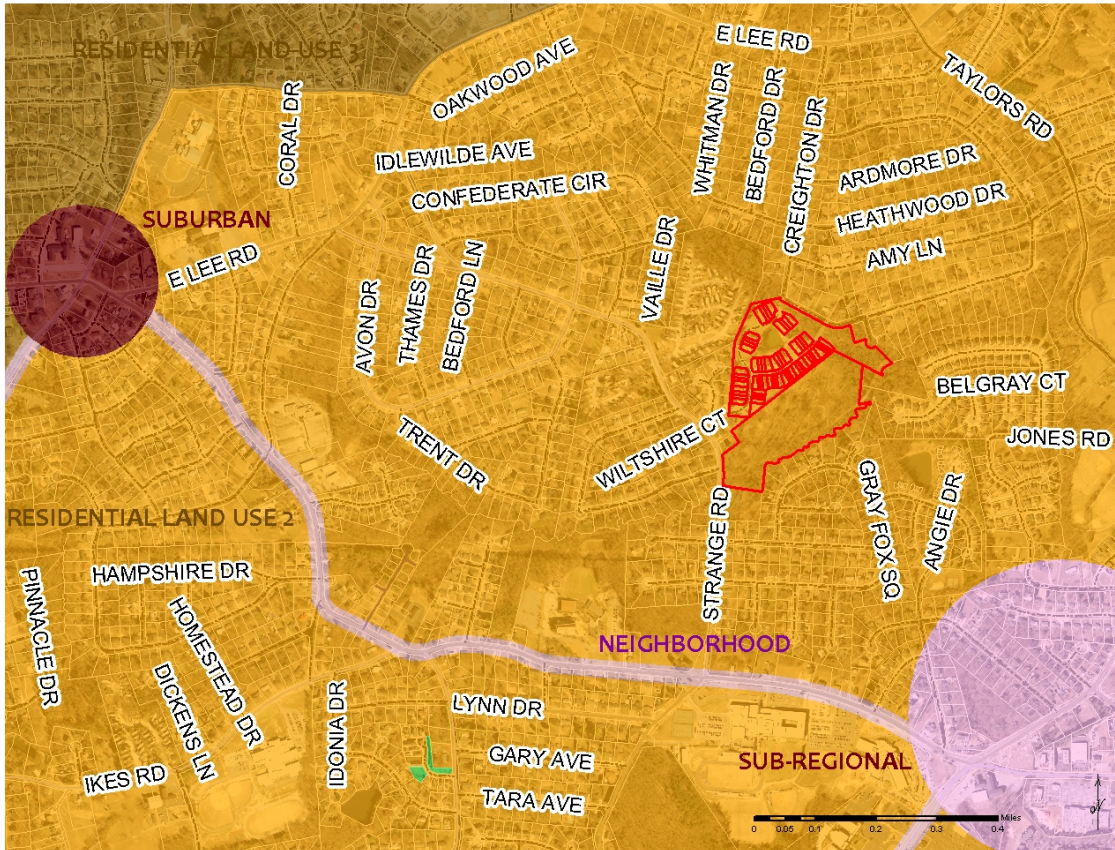 RESIDENTIAL LAND USE 3
E LEE RD
OAKWOOD AVE
TAYLORS RD
CORAL DR
WHITMAN DR
BEDFORD DR
CREIGHTON DR
IDLEWILDE AVE
ARDMORE DR
CONFEDERATE CIR
HEATHWOOD DR
SUBURBAN
E LEE RD
AMY LN
VAILLE DR
AVON DR
THAMES DR
BEDFORD LN
BELGRAY CT
JONES RD
TRENT DR
WILTSHIRE CT
RESIDENTIAL LAND USE 2
GRAY FOX SQ
ANGIE DR
STRANGE RD
HAMPSHIRE DR
PINNACLE DR
HOMESTEAD DR
NEIGHBORHOOD
DICKENS LN
IDONIA DR
LYNN DR
GARY AVE
SUB-REGIONAL
IKES RD
TARA AVE
N
Miles
0 0.05 0.1 0.2 0.3 0.4